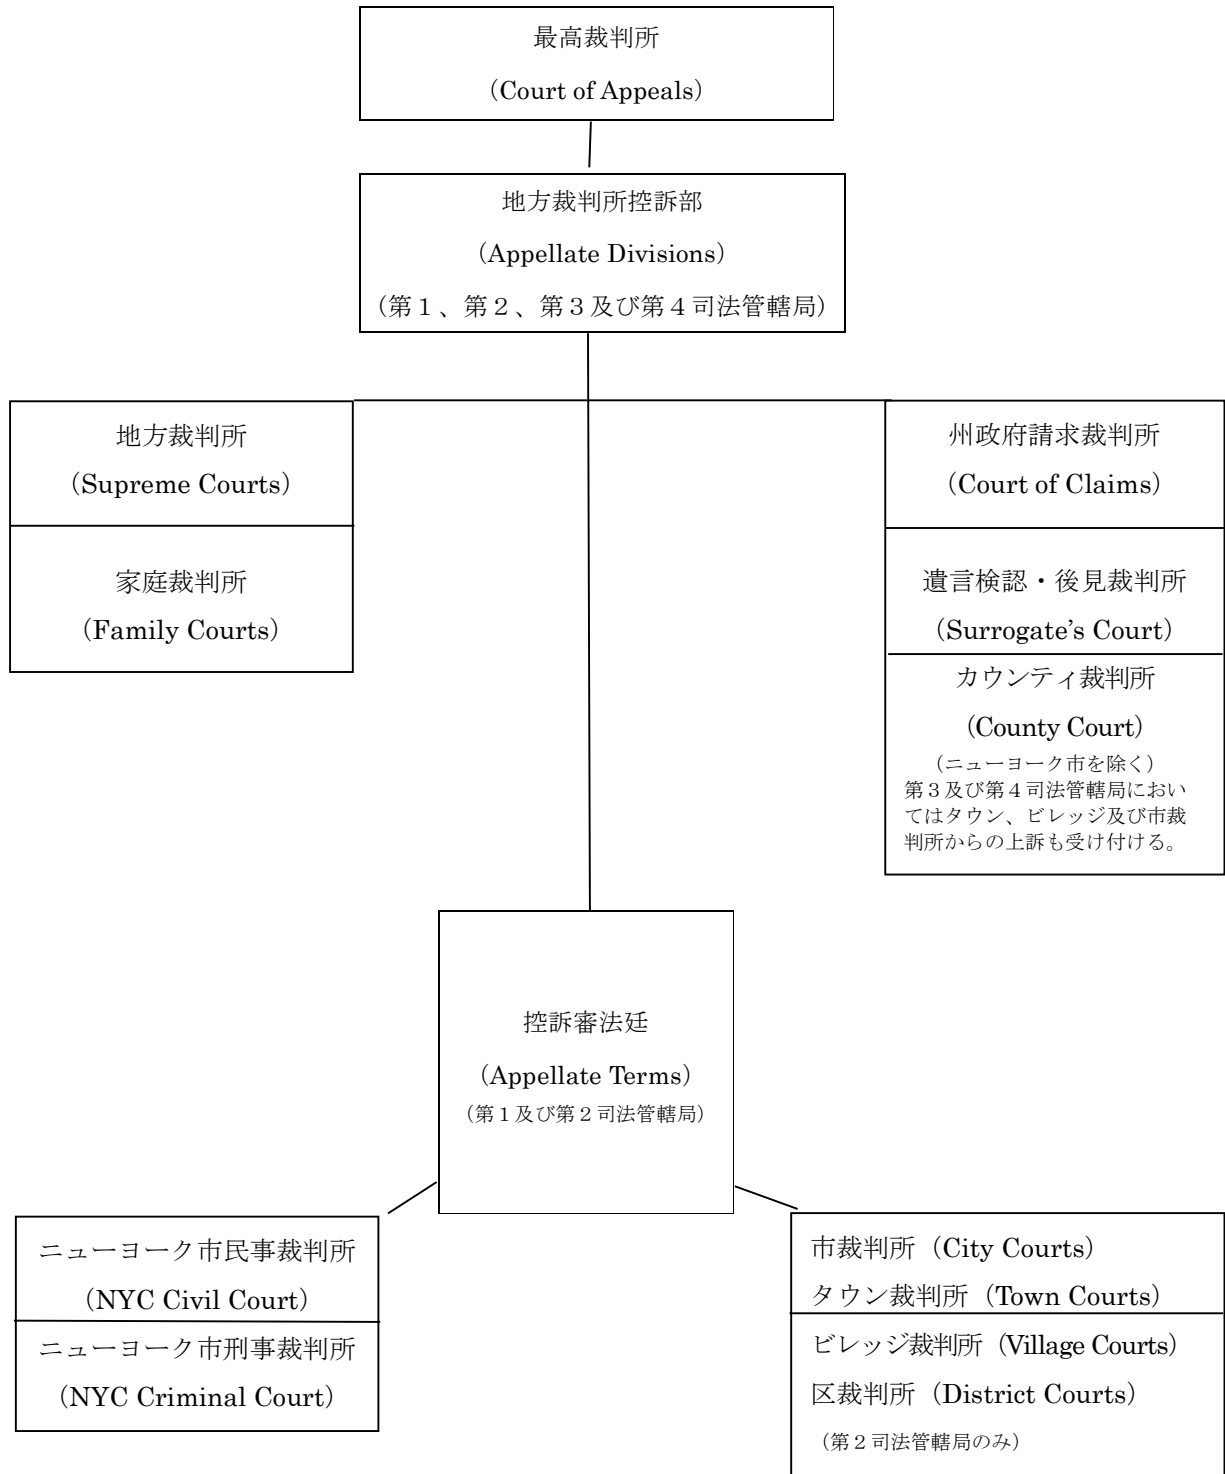 最高裁判所
（Court of Appeals）
地方裁判所控訴部
（Appellate Divisions）
（第１、第２、第３及び第４司法管轄局）
地方裁判所
（Supreme Courts）
家庭裁判所
（Family Courts）
州政府請求裁判所
（Court of Claims）
遺言検認・後見裁判所
（Surrogate’s Court）
カウンティ裁判所
（County Court）
（ニューヨーク市を除く）
第３及び第４司法管轄局におい
てはタウン、ビレッジ及び市裁
判所からの上訴も受け付ける。
控訴審法廷
（Appellate Terms）
（第１及び第２司法管轄局）
ニューヨーク市民事裁判所
（NYC Civil Court）
ニューヨーク市刑事裁判所
（NYC Criminal Court）
市裁判所（City Courts）
タウン裁判所（Town Courts）
ビレッジ裁判所（Village Courts）
区裁判所（District Courts）
（第２司法管轄局のみ）